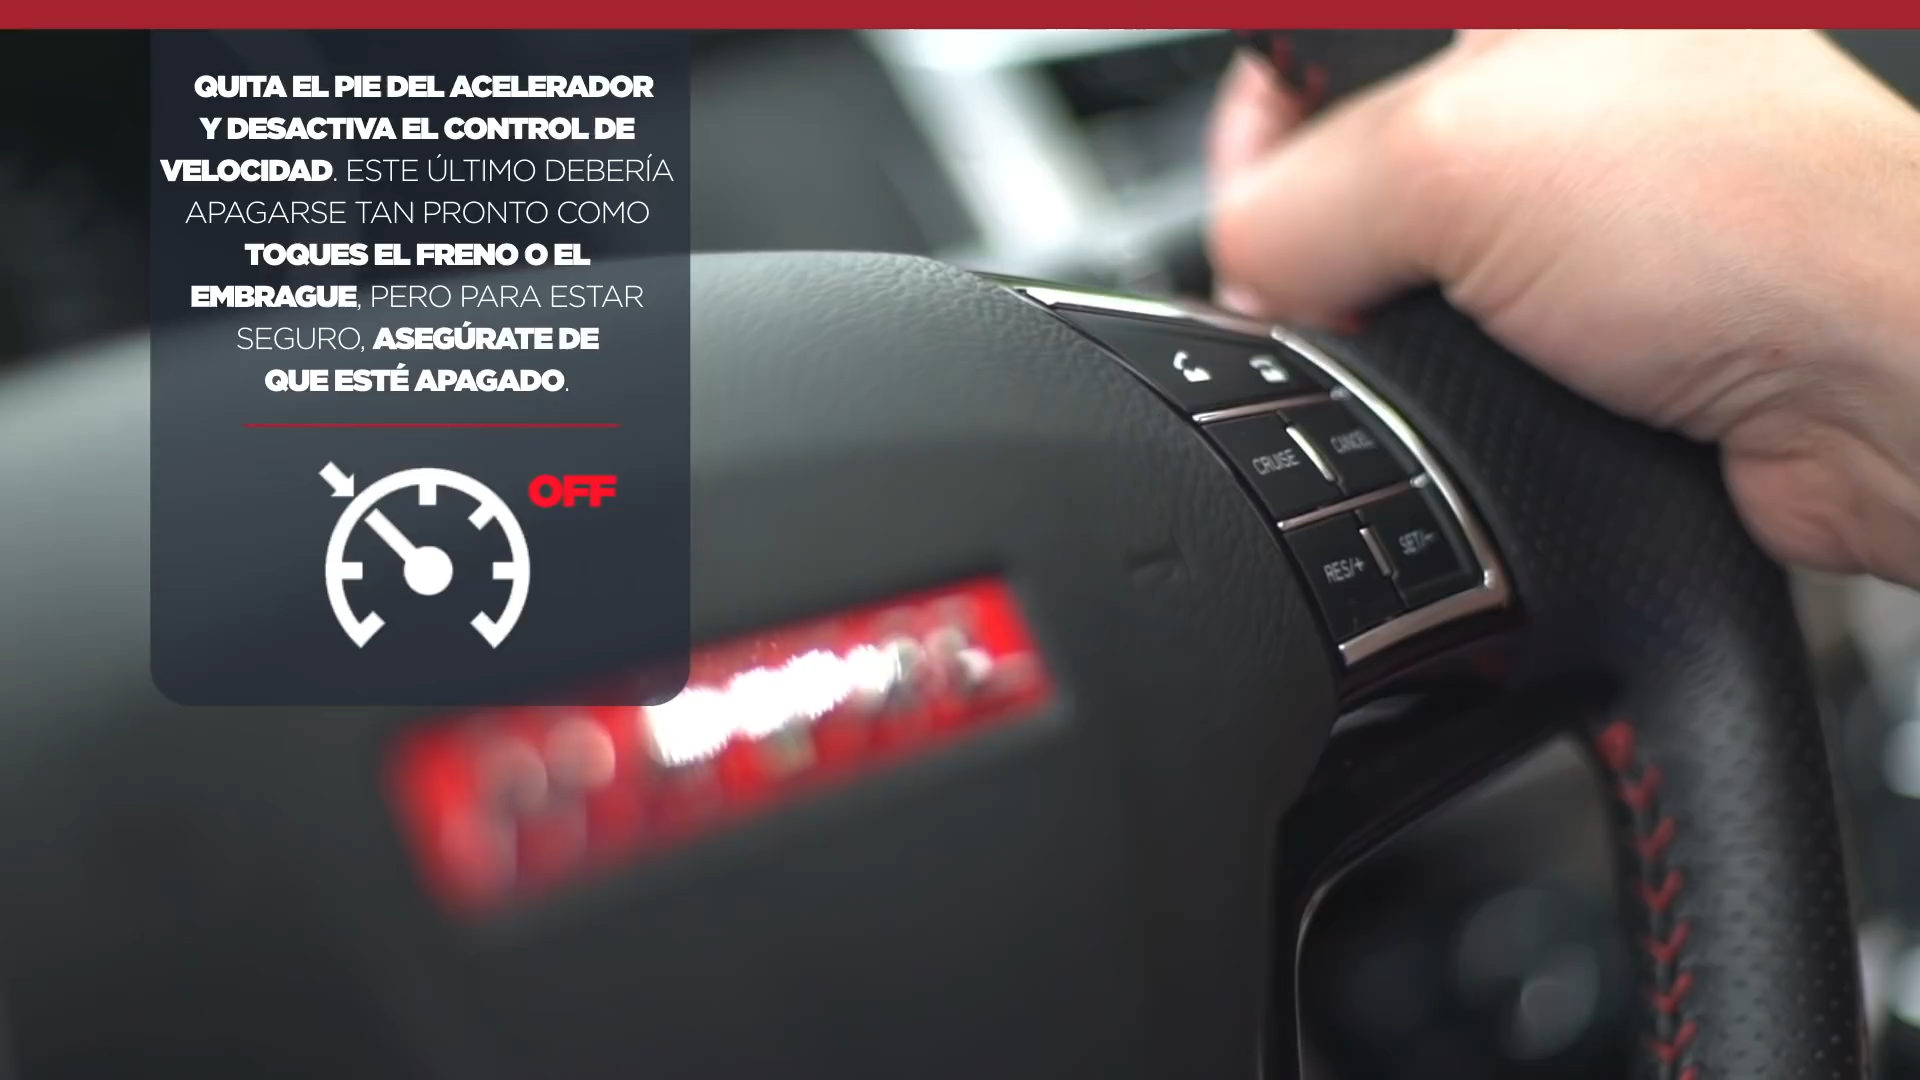 QUITA EL PIE DEL ACELERADOR
Y DESACTIVA EL CONTROL DE
VELOCIDAD. ESTE ÚLTIMO DEBERÍA
APAGARSE TAN PRONTO COMO
TOQUES EL FRENO O EL
EMBRAGUE, PERO PARA ESTAR
SEGURO, ASEGÚRATE DE
QUE ESTÉ APAGADO.
OFF
CRUISE
CANCEL
RES/+
SET/-